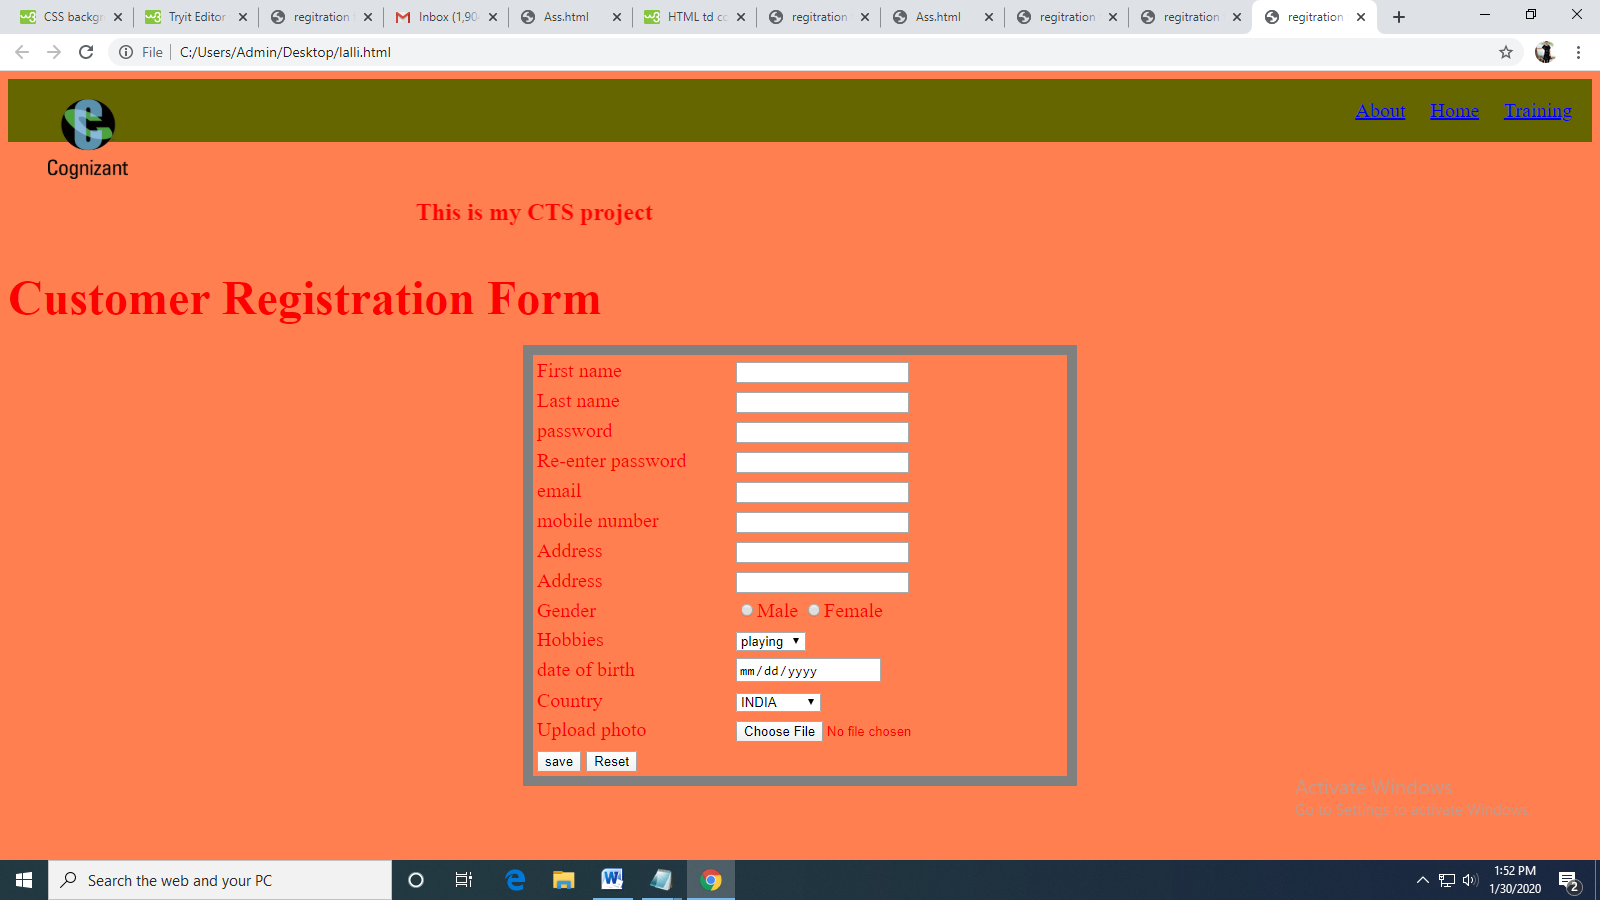 CSS backgr
Tryit Editor
regitration
Inbox (1,90
Ass.html
HTML td co
regitration
Ass.html
regitration
regitration
regitration
File C:/Users/Admin/Desktop/lalli.html
About Home Training
Cognizant
This is my CTS project
Customer Registration Form
First name
Last name
password
Re-enter password
email
mobile number
Address
Address
Gender Male Female
Hobbies playing
date of birth mm/dd/yyyy
Country INDIA
Upload photo Choose File No file chosen
save Reset
Activate Windows
Go to Settings to activate Windows.
Search the web and your PC
1:52 PM
1/30/2020
2